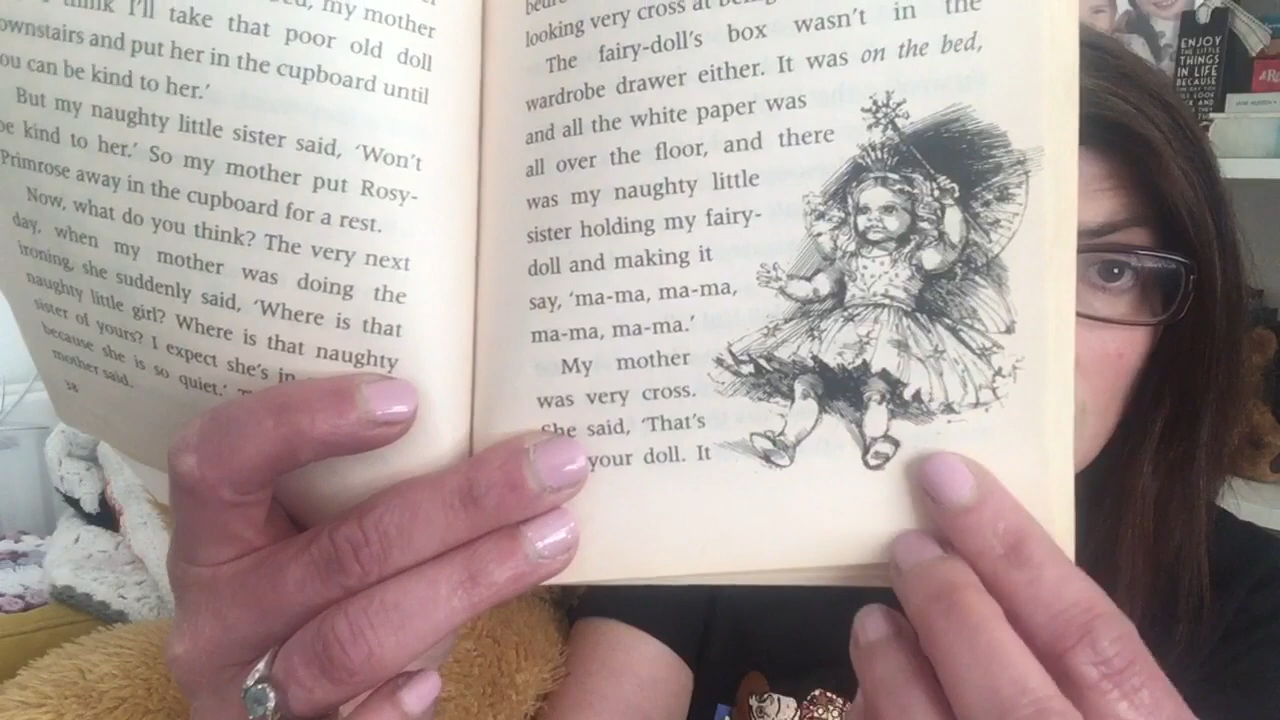 my mother
think I'll take that poor old doll
downstairs and put her in the cupboard until
you can be kind to her.'
But my naughty little sister said, 'Won't
be kind to her.' So my mother put Rosy-
Primrose away in the cupboard for a rest.
Now, what do you think? The very next
day, when my mother was doing the
ironing, she suddenly said, 'Where is that
naughty little girl? Where is that naughty
sister of yours? I expect she's in
because she is so quiet.'
mother said.
38
looking very cross at being
The fairy-doll's box wasn't in the
wardrobe drawer either. It was on the bed,
and all the white paper was
all over the floor, and there
was my naughty little
sister holding my fairy-
doll and making it
say, 'ma-ma, ma-ma,
ma-ma, ma-ma.'
My mother
was very cross.
She said, 'That's
your doll. It
ENJOY
THE LITTLE
THINGS
IN LIFE
BECAUSE